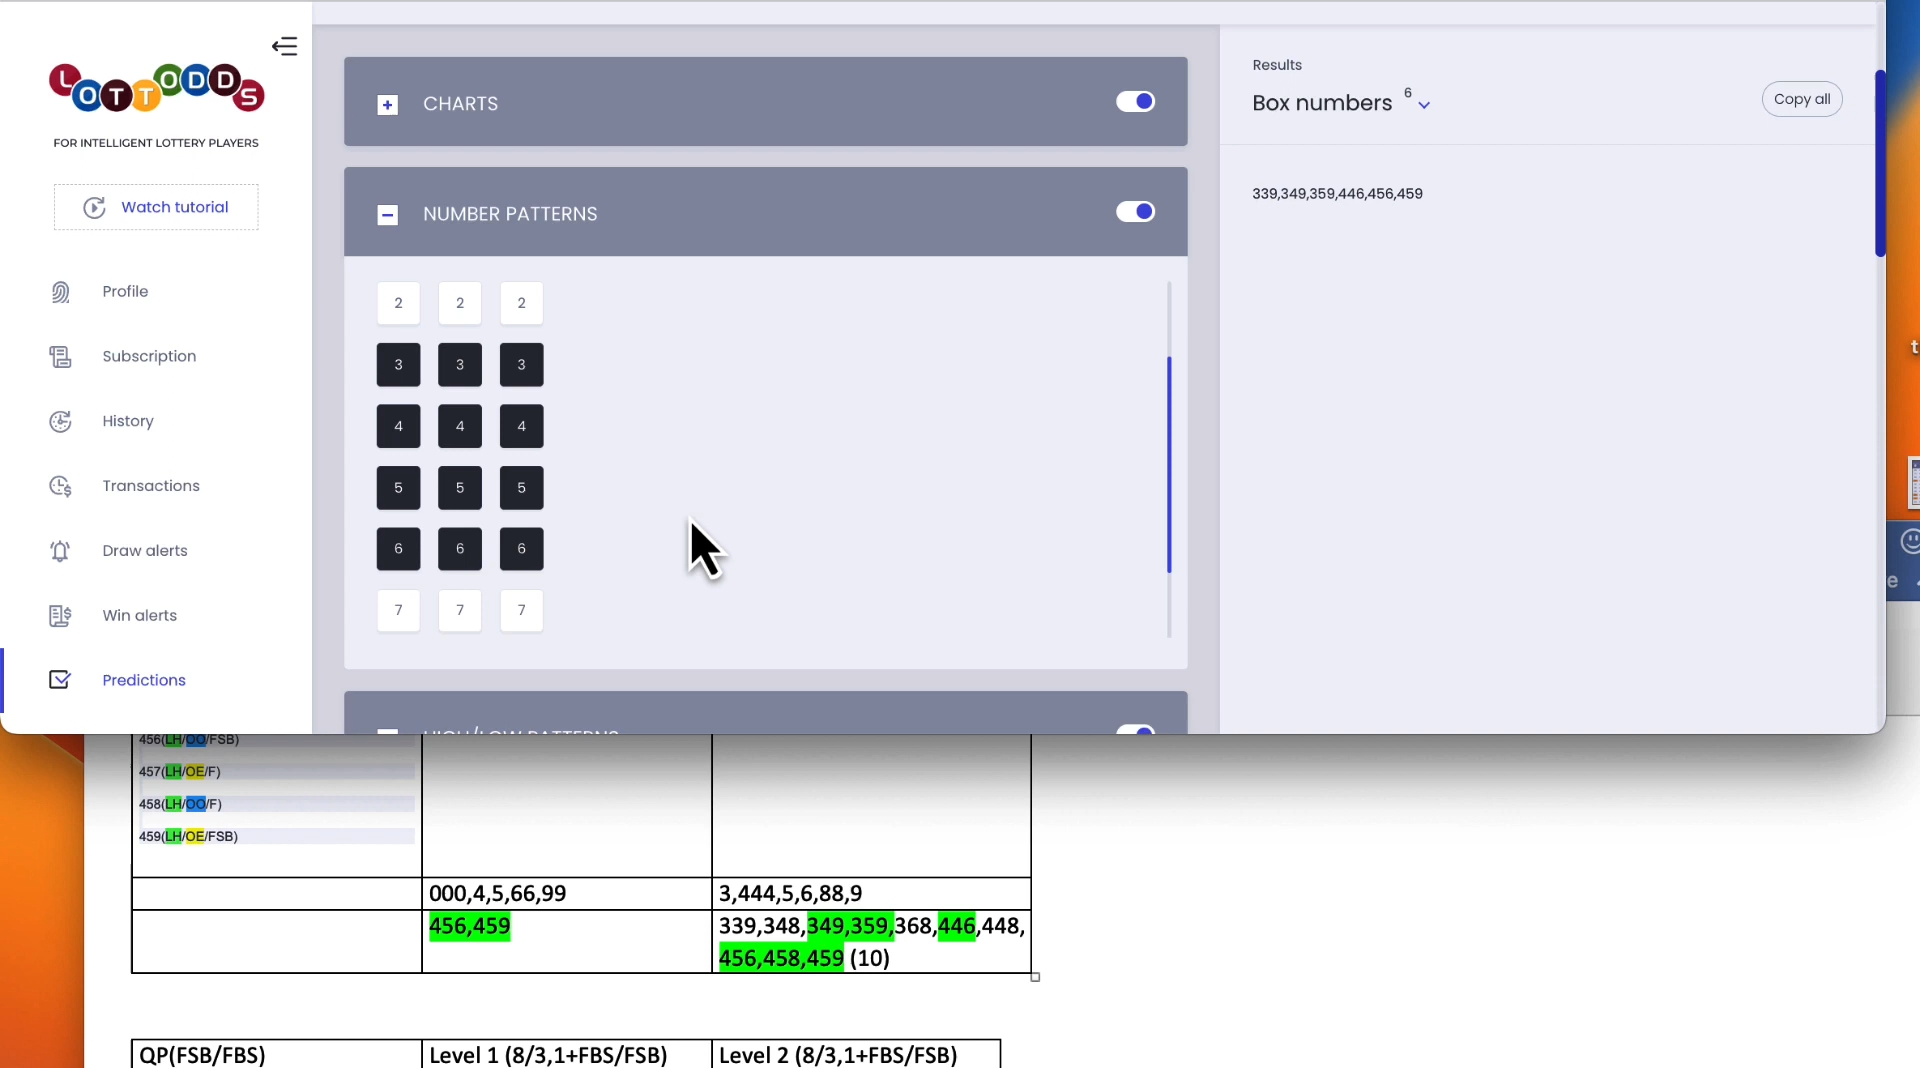 LOTTODDS
FOR INTELLIGENT LOTTERY PLAYERS
Watch tutorial
Profile
Subscription
History
Transactions
Draw alerts
Win alerts
Predictions
CHARTS
NUMBER PATTERNS
2 2 2
3 3 3
4 4 4
5 5 5
6 6 6
7 7 7
HIGH/LOW PATTERNS
Results
Box numbers 6
Copy all
339,349,359,446,456,459
456(LH/OO/FSB)
457(LH/OE/F)
458(LH/OO/F)
459(LH/OE/FSB)
000,4,5,66,99
3,444,5,6,88,9
456,459
339,348,349,359,368,446,448,
456,458,459 (10)
QP(FSB/FBS)
Level 1 (8/3,1+FBS/FSB)
Level 2 (8/3,1+FBS/FSB)